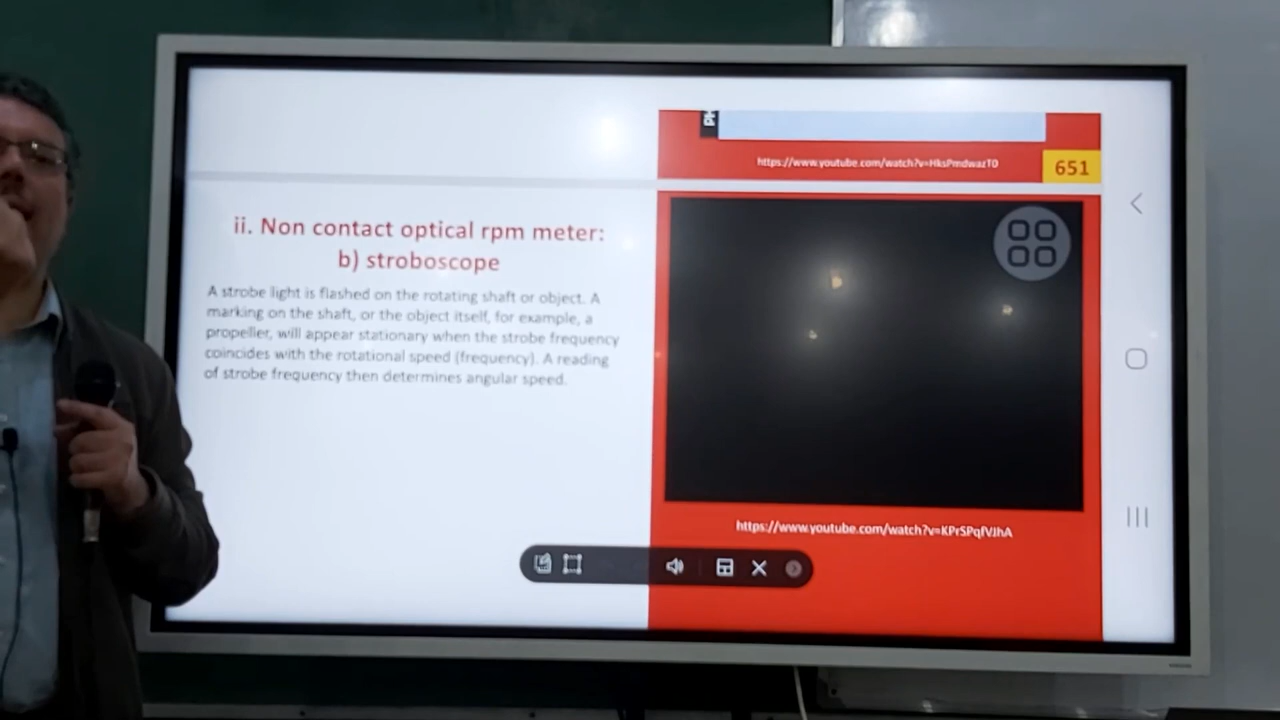 https://www.youtube.com/watch?v=HksPmdwazT0
651
ii. Non contact optical rpm meter:
b) stroboscope
A strobe light is flashed on the rotating shaft or object. A
marking on the shaft, or the object itself, for example, a
propeller, will appear stationary when the strobe frequency
coincides with the rotational speed (frequency). A reading
of strobe frequency then determines angular speed.
https://www.youtube.com/watch?v=KPrSPqfVJhA